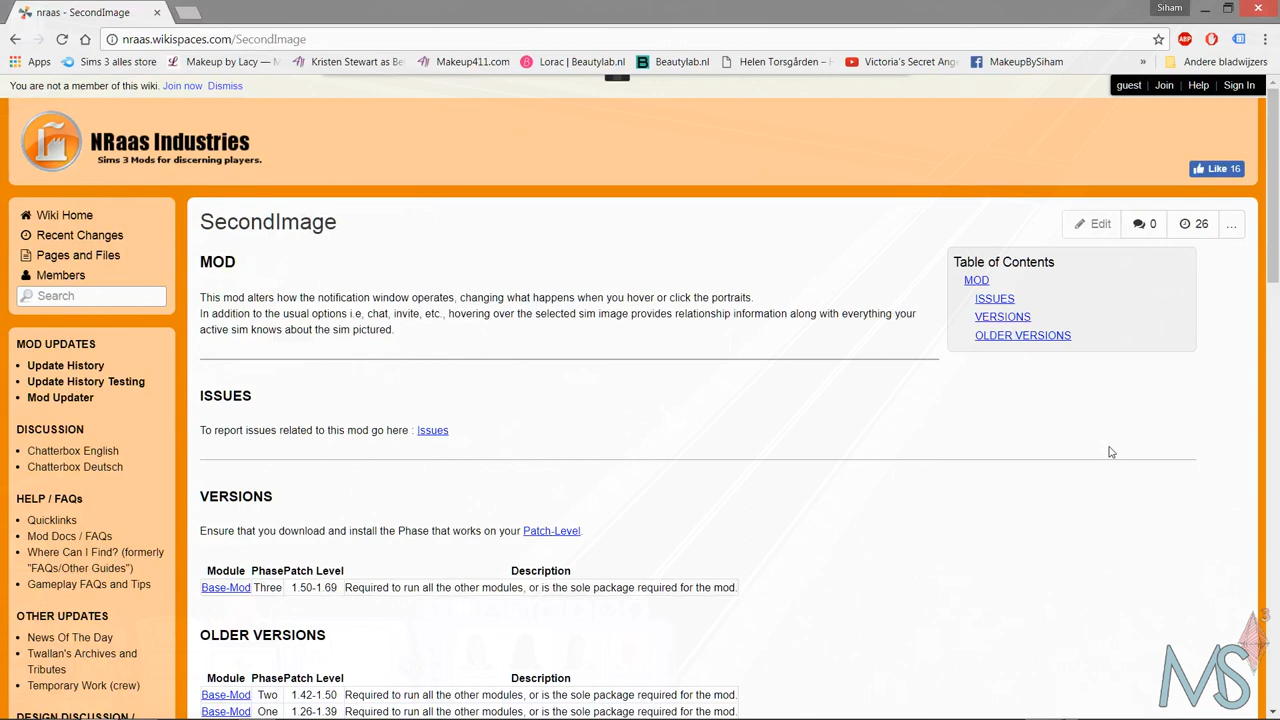 nraas - SecondImage
Siham
nraas.wikispaces.com/SecondImage
ABP
Apps Sims 3 alles store Makeup by Lacy — M Kristen Stewart as Be Makeup411.com Lorac | Beautylab.nl Beautylab.nl Helen Torsgården – Victoria's Secret Ang MakeupBySiham » Andere bladwijzers
You are not a member of this wiki. Join now Dismiss
guest Join Help Sign In
NRaas Industries
Sims 3 Mods for discerning players.
Like 16
Wiki Home
Recent Changes
Pages and Files
Members
Search
MOD UPDATES
• Update History
• Update History Testing
• Mod Updater
DISCUSSION
• Chatterbox English
• Chatterbox Deutsch
HELP / FAQs
• Quicklinks
• Mod Docs / FAQs
• Where Can I Find? (formerly
"FAQs/Other Guides")
• Gameplay FAQs and Tips
OTHER UPDATES
• News Of The Day
• Twallan's Archives and
Tributes
• Temporary Work (crew)
DESIGN DISCUSSION /
SecondImage
Edit 0 26 ...
MOD
This mod alters how the notification window operates, changing what happens when you hover or click the portraits.
In addition to the usual options i.e, chat, invite, etc., hovering over the selected sim image provides relationship information along with everything your
active sim knows about the sim pictured.
Table of Contents
MOD
ISSUES
VERSIONS
OLDER VERSIONS
ISSUES
To report issues related to this mod go here : Issues
VERSIONS
Ensure that you download and install the Phase that works on your Patch-Level.
Module Phase Patch Level Description
Base-Mod Three 1.50-1.69 Required to run all the other modules, or is the sole package required for the mod.
OLDER VERSIONS
Module Phase Patch Level Description
Base-Mod Two 1.42-1.50 Required to run all the other modules, or is the sole package required for the mod.
Base-Mod One 1.26-1.39 Required to run all the other modules, or is the sole package required for the mod.
MS
3